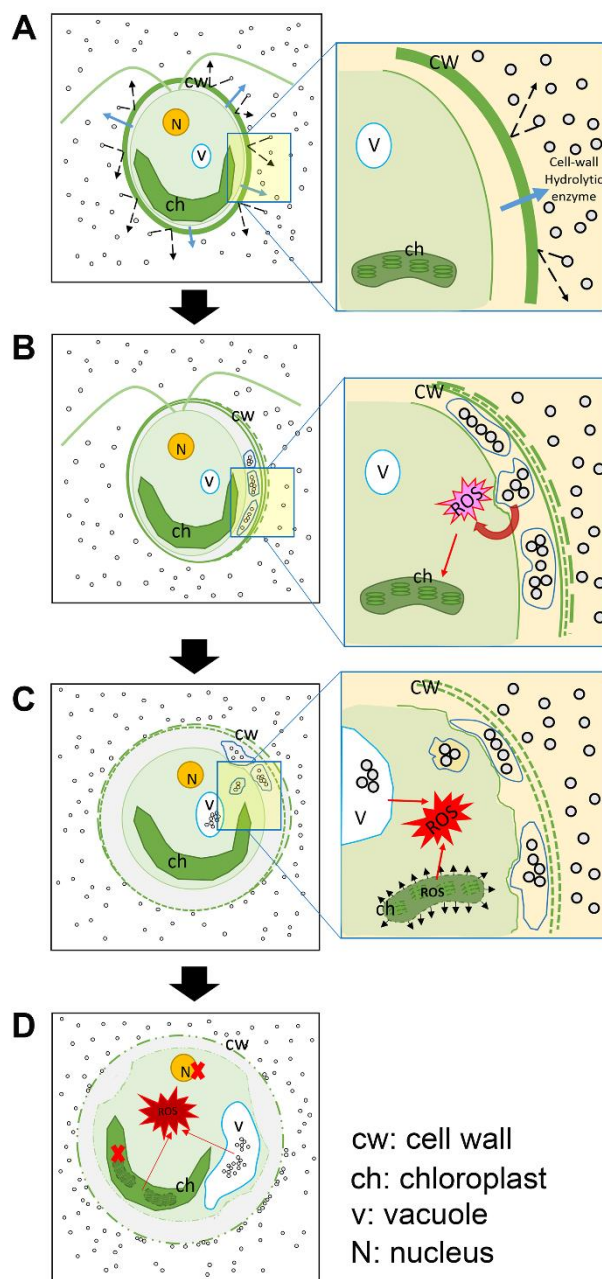 A
cw
N
V
ch
CW
V
Cell-wall
Hydrolytic
enzyme
ch
B
cw
N
V
ch
CW
V
ROS
ch
C
cw
N
V
ch
CW
V
ROS
ROS
ch
D
cw
N
ROS
V
ch
cw: cell wall
ch: chloroplast
v: vacuole
N: nucleus